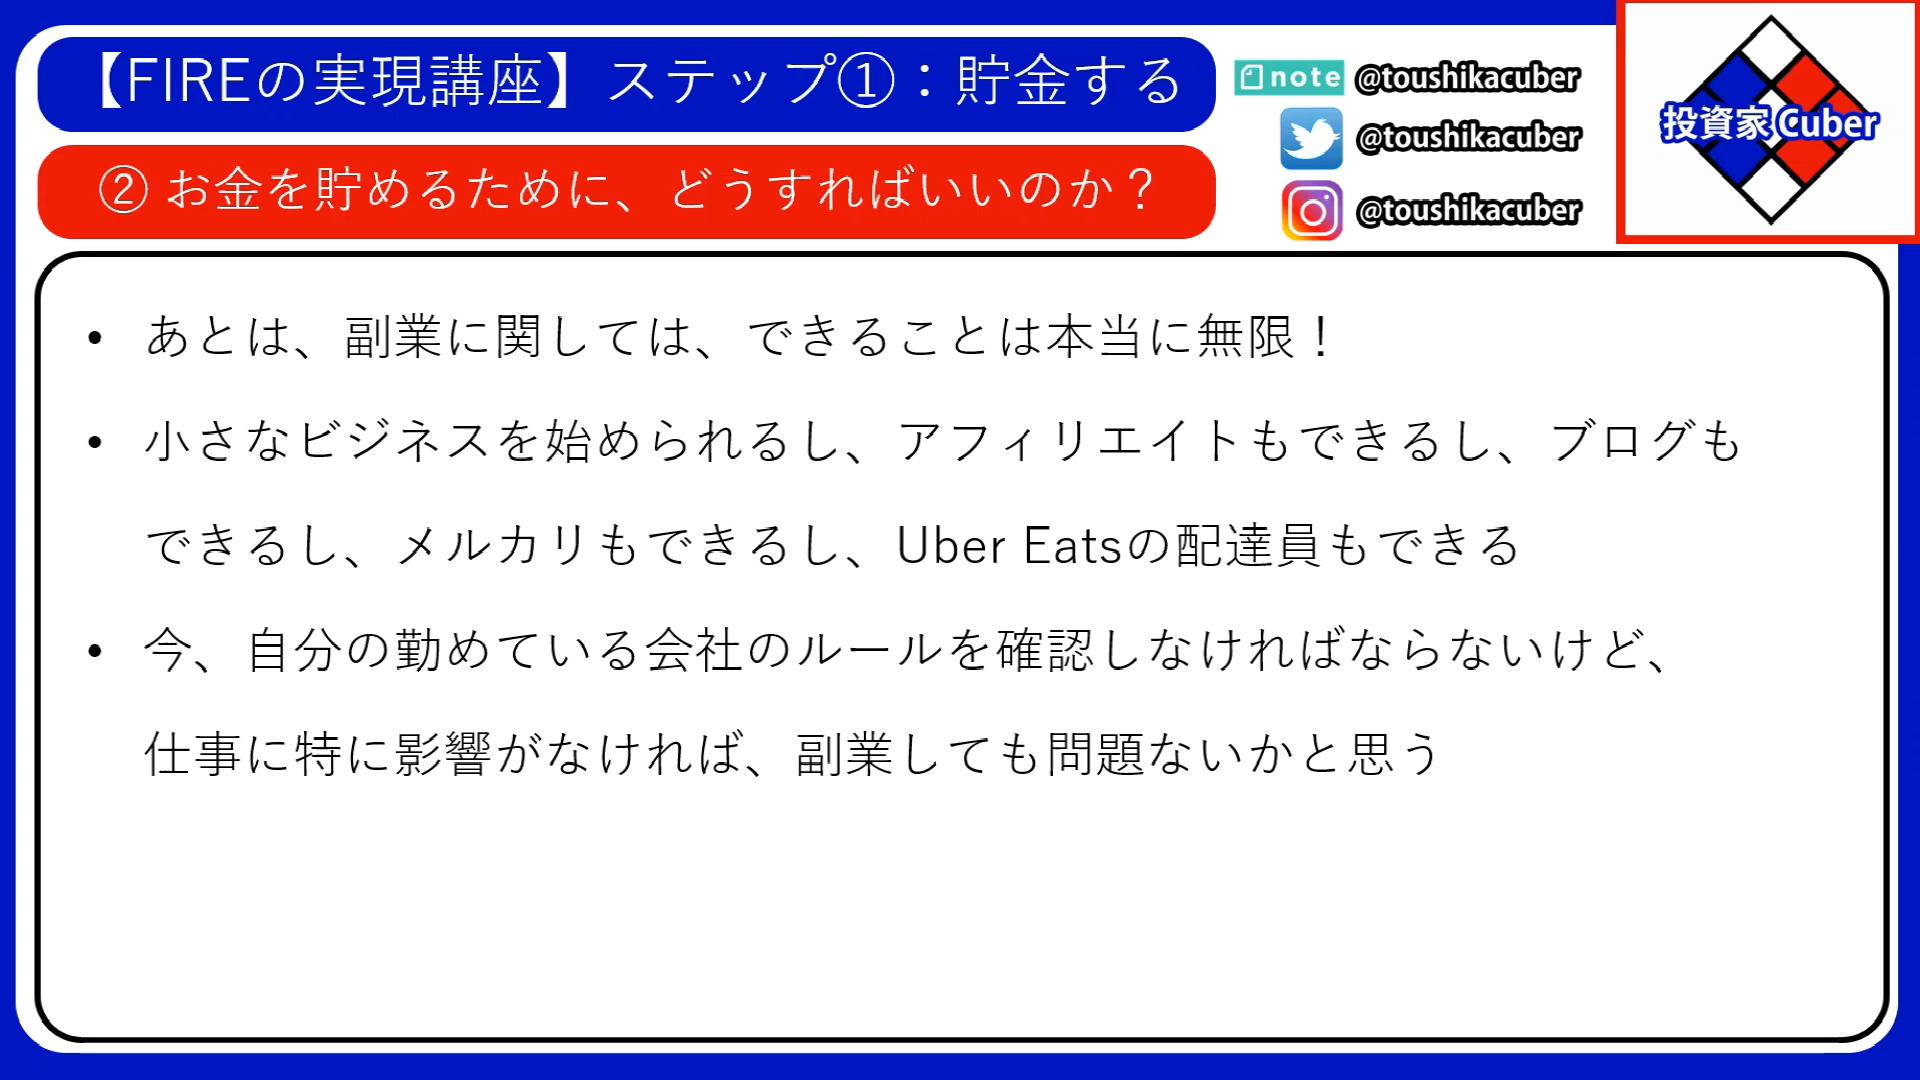 【FIREの実現講座】ステップ①：貯金する
② お金を貯めるために、どうすればいいのか？
note @toushikacuber
@toushikacuber
@toushikacuber
投資家Cuber
• あとは、副業に関しては、できることは本当に無限！
• 小さなビジネスを始められるし、アフィリエイトもできるし、ブログも
できるし、メルカリもできるし、Uber Eatsの配達員もできる
• 今、自分の勤めている会社のルールを確認しなければならないけど、
仕事に特に影響がなければ、副業しても問題ないかと思う